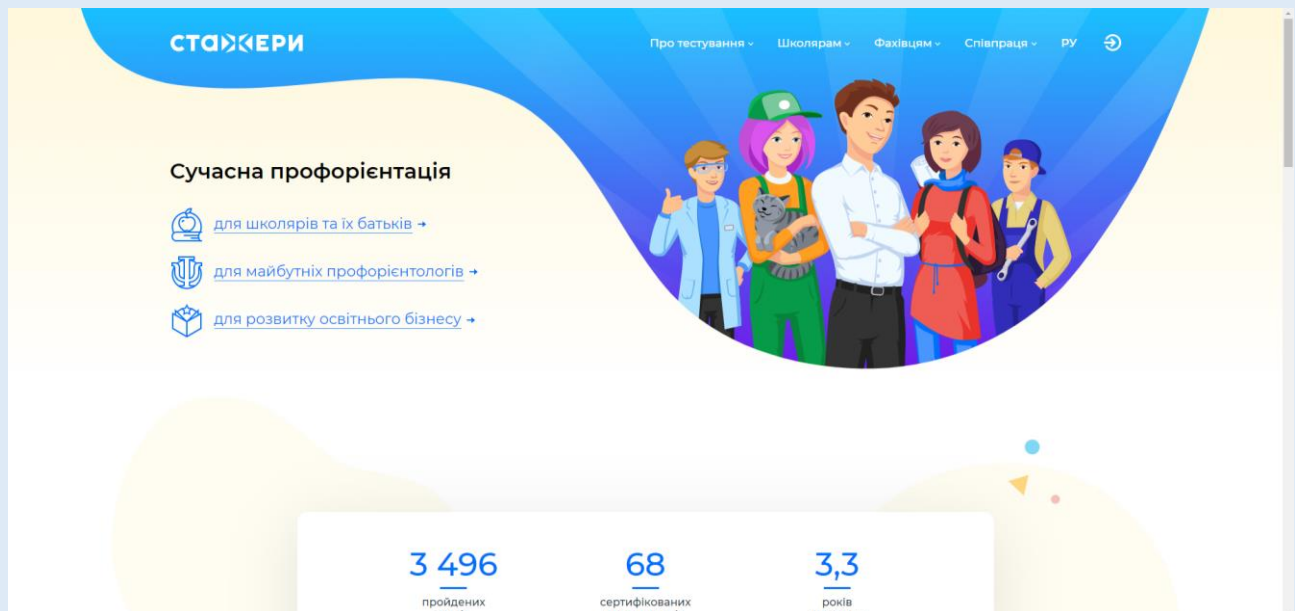 СТАЖЕРИ
Про тестування Школярам Фахівцям Співпраця РУ
Сучасна профорієнтація
для школярів та їх батьків →
для майбутніх профорієнтологів →
для розвитку освітнього бізнесу →
3 496 68 3,3
пройдених сертифікованих років